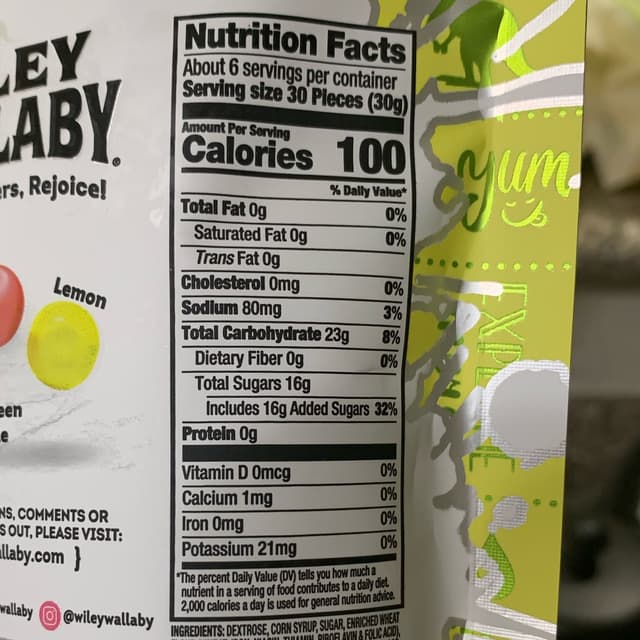 LEY
LABY®
ers, Rejoice!
Lemon
een
e
NS, COMMENTS OR
S OUT, PLEASE VISIT:
llaby.com }
wallaby @wileywallaby
Nutrition Facts
About 6 servings per container
Serving size 30 Pieces (30g)
Amount Per Serving
Calories 100
% Daily Value*
Total Fat 0g 0%
Saturated Fat 0g 0%
Trans Fat 0g
Cholesterol 0mg 0%
Sodium 80mg 3%
Total Carbohydrate 23g 8%
Dietary Fiber 0g 0%
Total Sugars 16g
Includes 16g Added Sugars 32%
Protein 0g
Vitamin D 0mcg 0%
Calcium 1mg 0%
Iron 0mg 0%
Potassium 21mg 0%
*The percent Daily Value (DV) tells you how much a
nutrient in a serving of food contributes to a daily diet.
2,000 calories a day is used for general nutrition advice.
INGREDIENTS: DEXTROSE, CORN SYRUP, SUGAR, ENRICHED WHEAT
RIBOFLAVIN & FOLIC ACID),
yum.